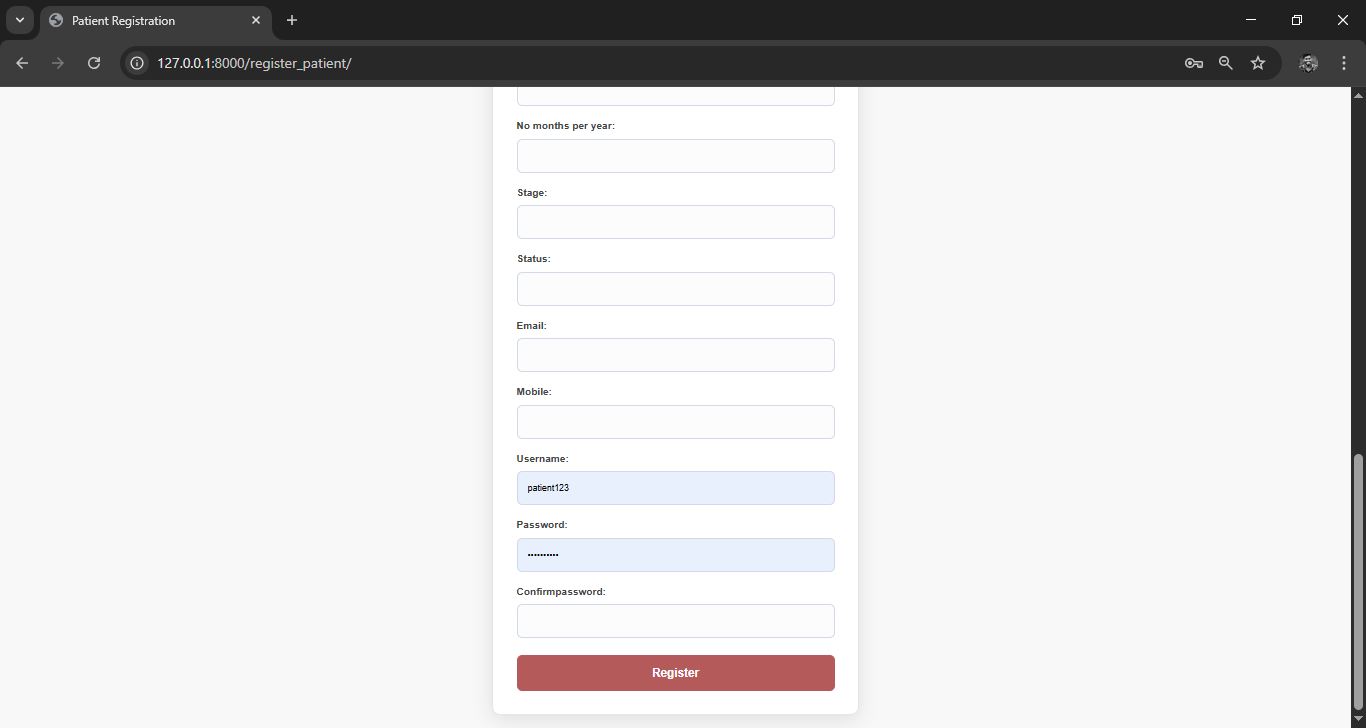 Patient Registration
127.0.0.1:8000/register_patient/
No months per year:
Stage:
Status:
Email:
Mobile:
Username:
patient123
Password:
••••••••••
Confirmpassword:
Register